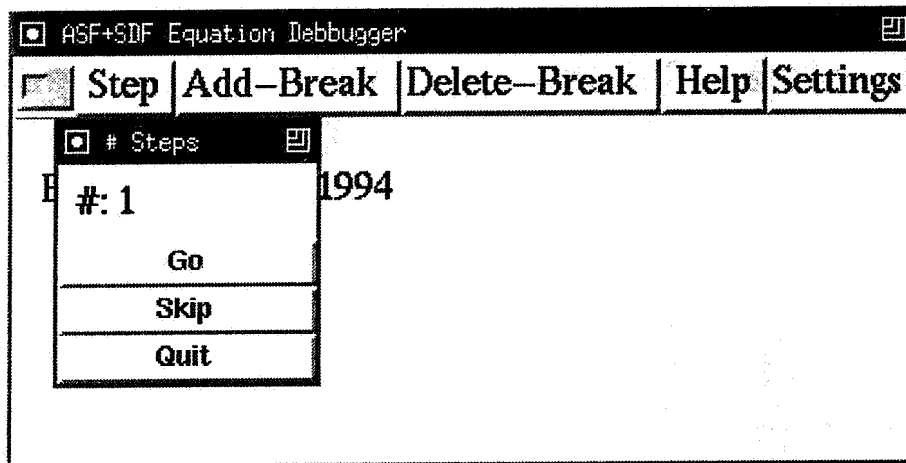 ASF+SDF Equation Debbugger
Step Add-Break Delete-Break Help Settings
# Steps
1994
#: 1
Go
Skip
Quit